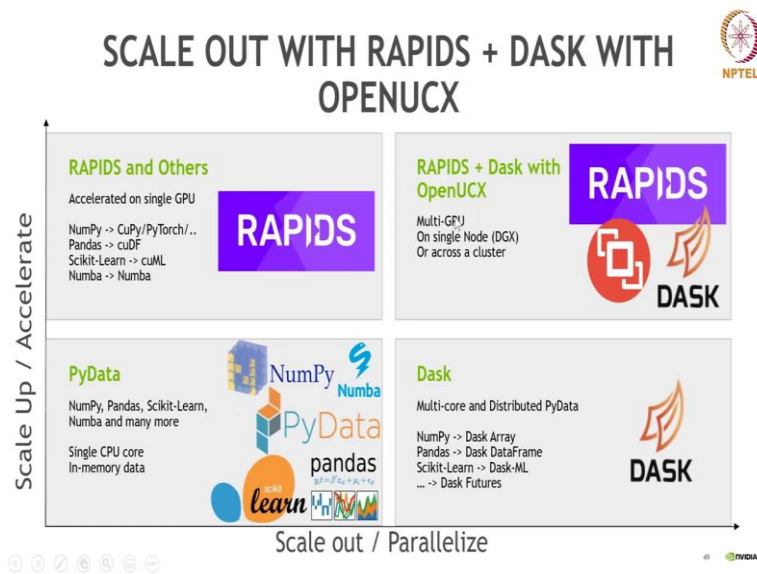 SCALE OUT WITH RAPIDS + DASK WITH
OPENUCX
NPTEL
Scale Up / Accelerate
RAPIDS and Others
Accelerated on single GPU
NumPy -> CuPy/PyTorch/..
Pandas -> cuDF
Scikit-Learn -> cuML
Numba -> Numba
RAPIDS
RAPIDS + Dask with
OpenUCX
Multi-GPU
On single Node (DGX)
Or across a cluster
RAPIDS
DASK
PyData
NumPy, Pandas, Scikit-Learn,
Numba and many more
Single CPU core
In-memory data
NumPy
Numba
PyData
pandas
scikit
learn
Dask
Multi-core and Distributed PyData
NumPy -> Dask Array
Pandas -> Dask DataFrame
Scikit-Learn -> Dask-ML
... -> Dask Futures
DASK
Scale out / Parallelize
49
NVIDIA